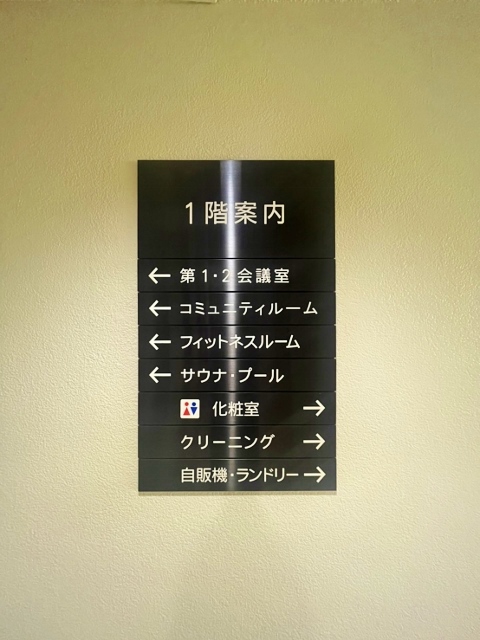 1階案内
← 第1・2会議室
← コミュニティルーム
← フィットネスルーム
← サウナ・プール
化粧室 →
クリーニング →
自販機・ランドリー →